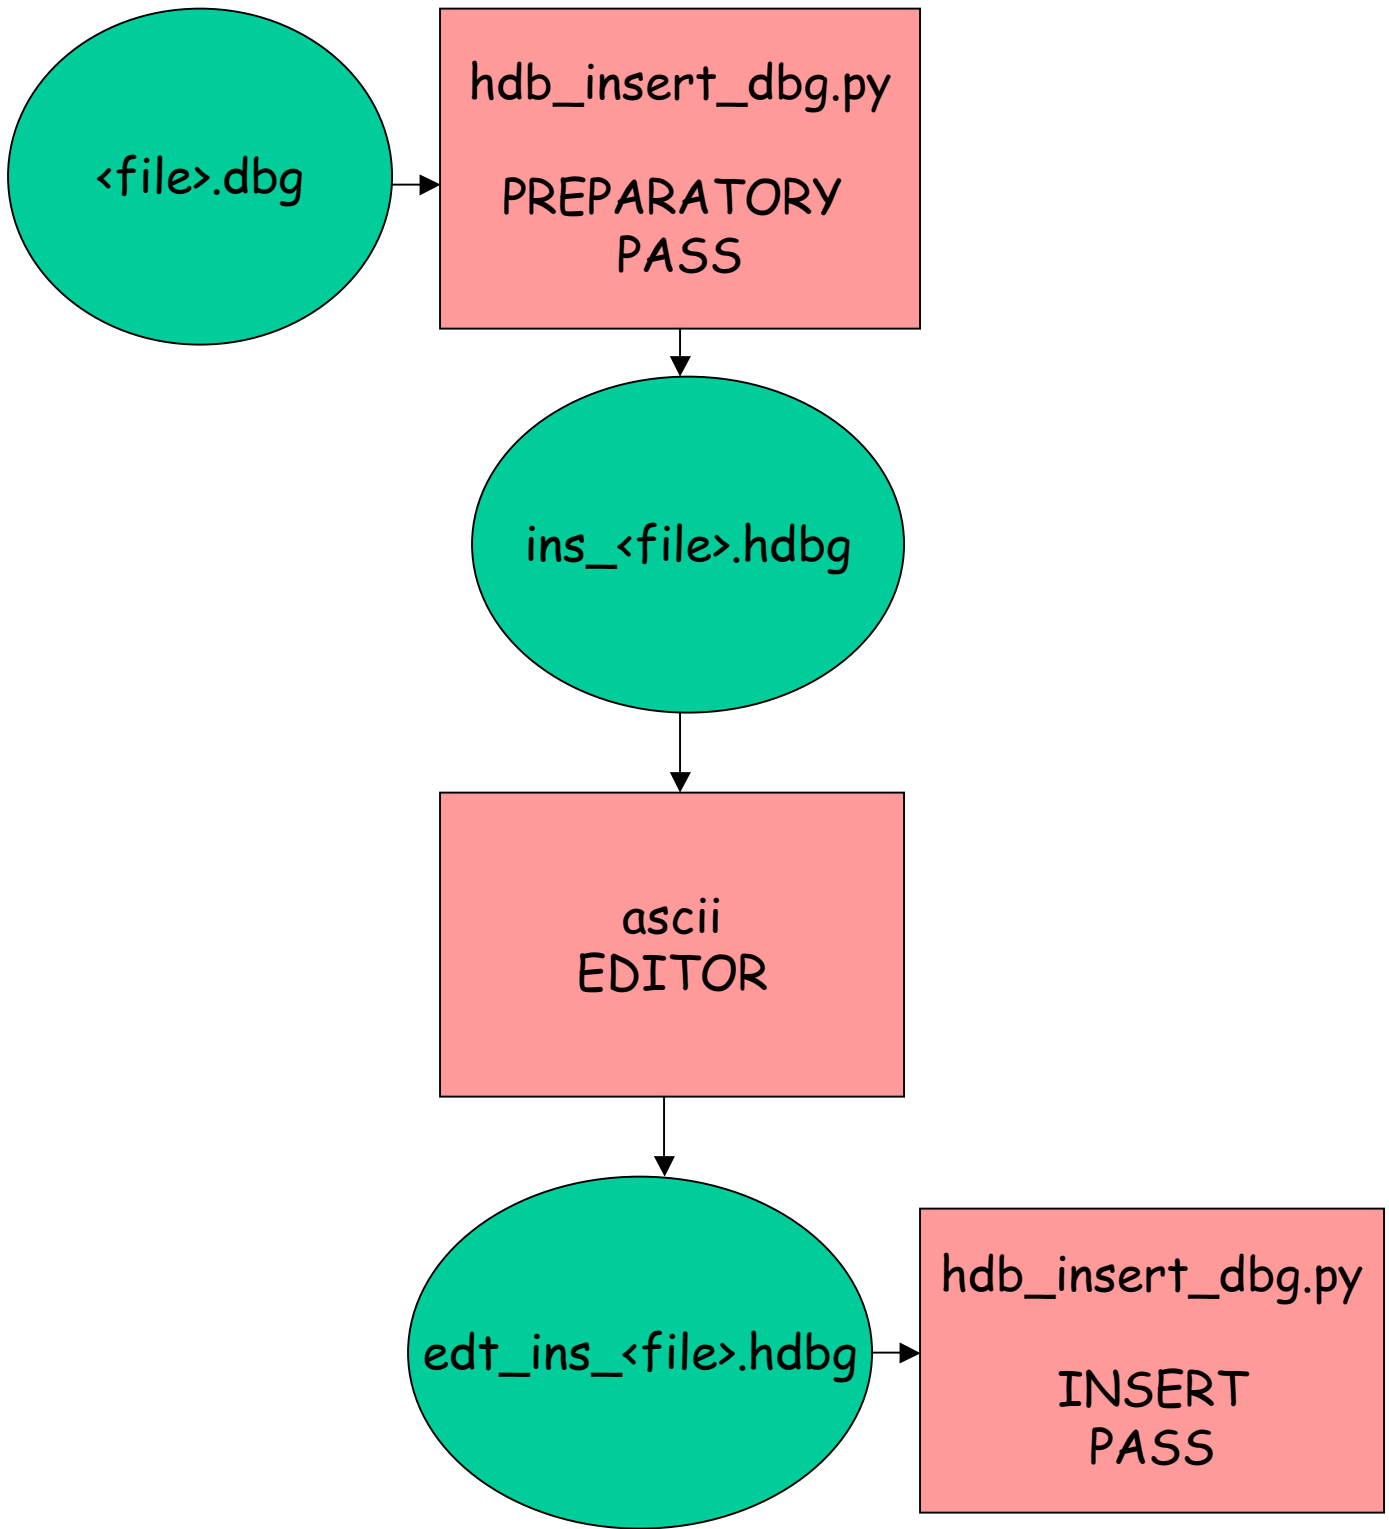 <file>.dbg
hdb_insert_dbg.py
PREPARATORY
PASS
ins_<file>.hdbg
ascii
EDITOR
edt_ins_<file>.hdbg
hdb_insert_dbg.py
INSERT
PASS